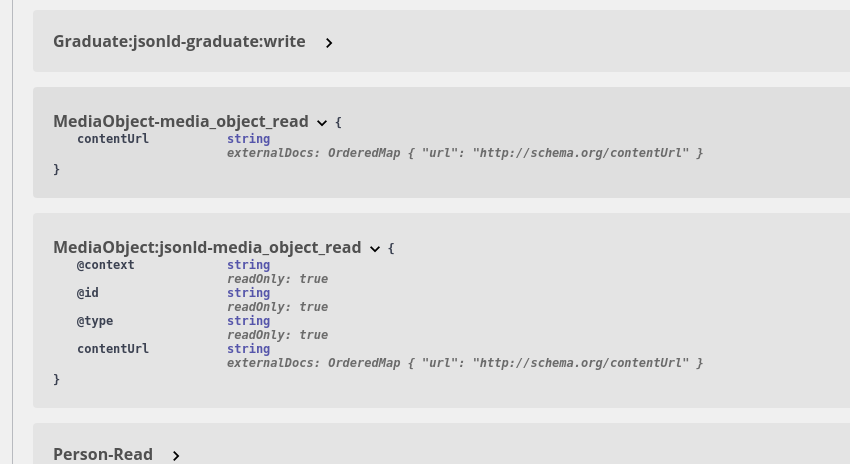 Graduate:jsonld-graduate:write
MediaObject-media_object_read {
contentUrl string
externalDocs: OrderedMap { "url": "http://schema.org/contentUrl" }
}
MediaObject:jsonld-media_object_read {
@context string
readOnly: true
@id string
readOnly: true
@type string
readOnly: true
contentUrl string
externalDocs: OrderedMap { "url": "http://schema.org/contentUrl" }
}
Person-Read